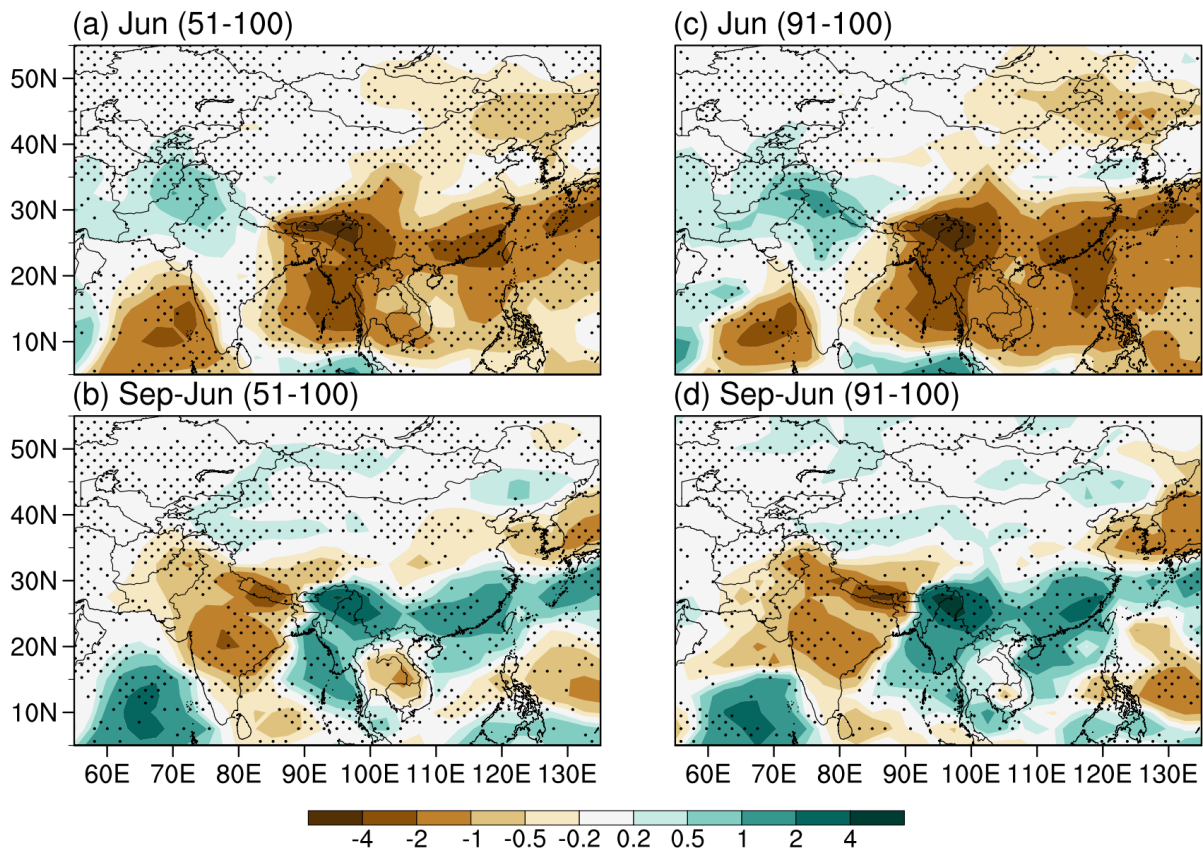 (a) Jun (51-100)
(c) Jun (91-100)
50N
40N
30N
20N
10N
(b) Sep-Jun (51-100)
(d) Sep-Jun (91-100)
50N
40N
30N
20N
10N
60E 70E 80E 90E 100E 110E 120E 130E
60E 70E 80E 90E 100E 110E 120E 130E
-4 -2 -1 -0.5 -0.2 0.2 0.5 1 2 4